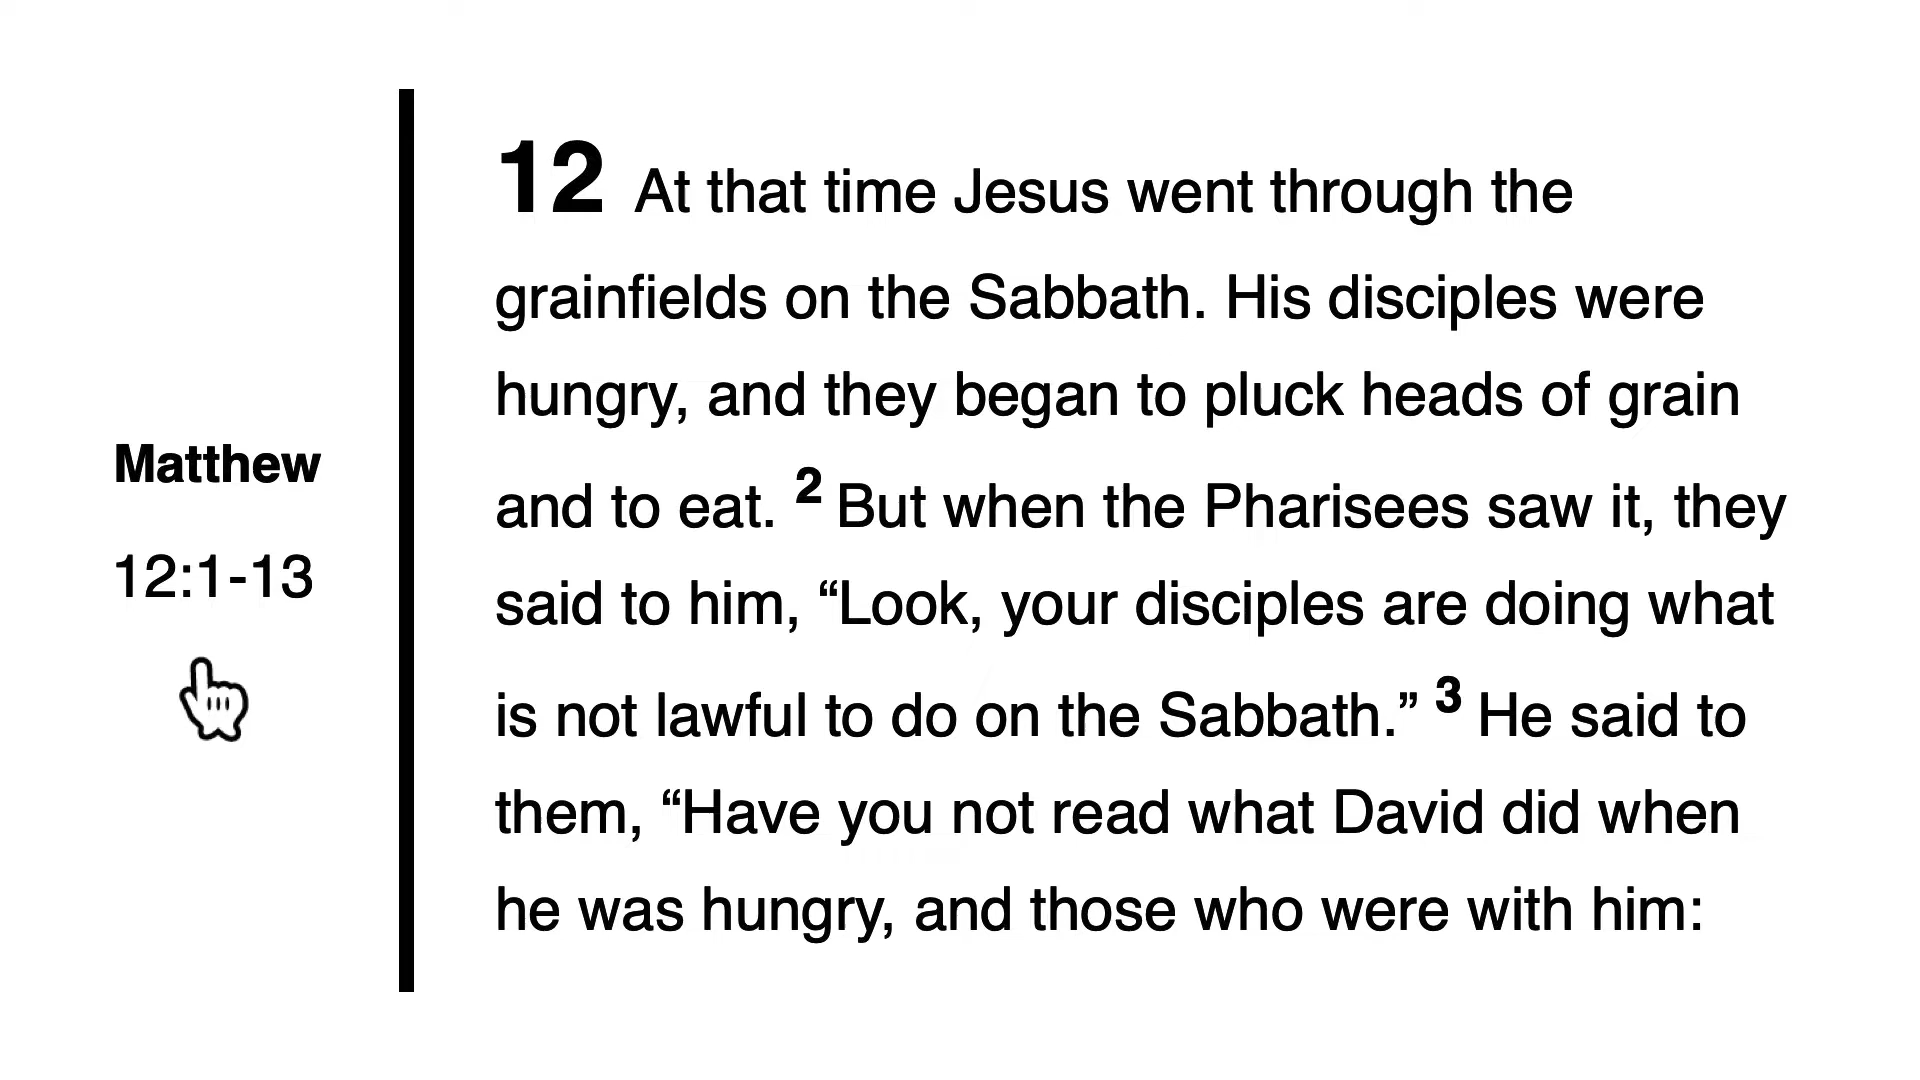 Matthew
12:1-13
12 At that time Jesus went through the
grainfields on the Sabbath. His disciples were
hungry, and they began to pluck heads of grain
and to eat. 2 But when the Pharisees saw it, they
said to him, “Look, your disciples are doing what
is not lawful to do on the Sabbath.” 3 He said to
them, “Have you not read what David did when
he was hungry, and those who were with him: